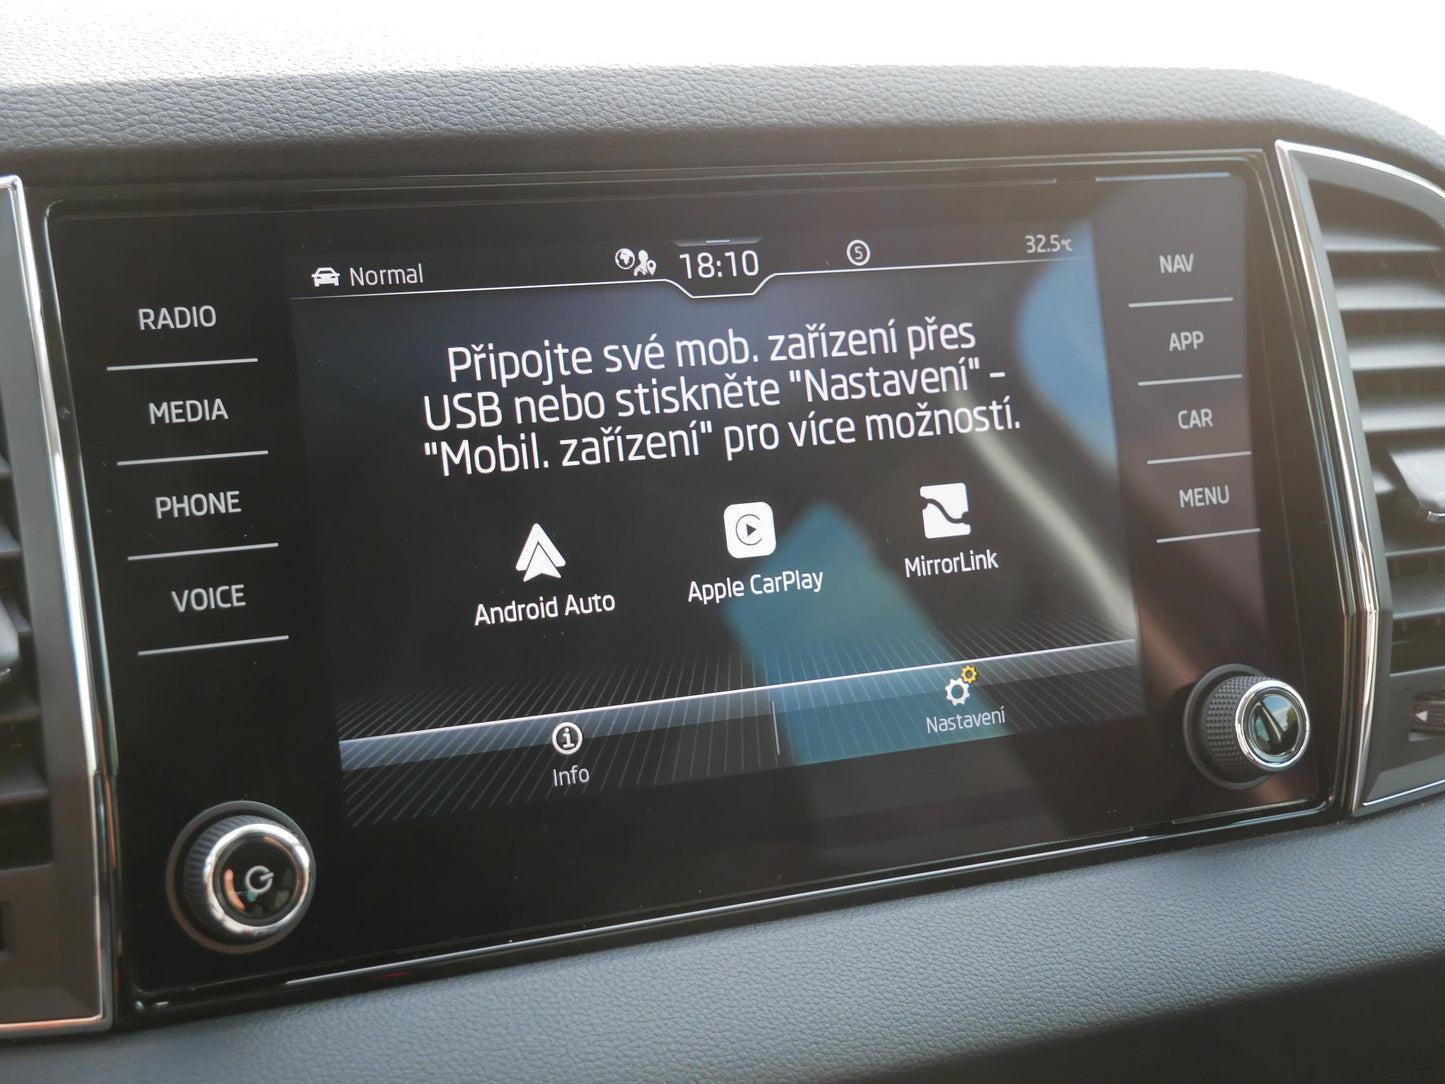 Normal
18:10
5
32.5°C
RADIO
MEDIA
PHONE
VOICE
Připojte své mob. zařízení přes
USB nebo stiskněte "Nastavení" -
"Mobil. zařízení" pro více možností.
Android Auto
Apple CarPlay
MirrorLink
Info
Nastavení
NAV
APP
CAR
MENU